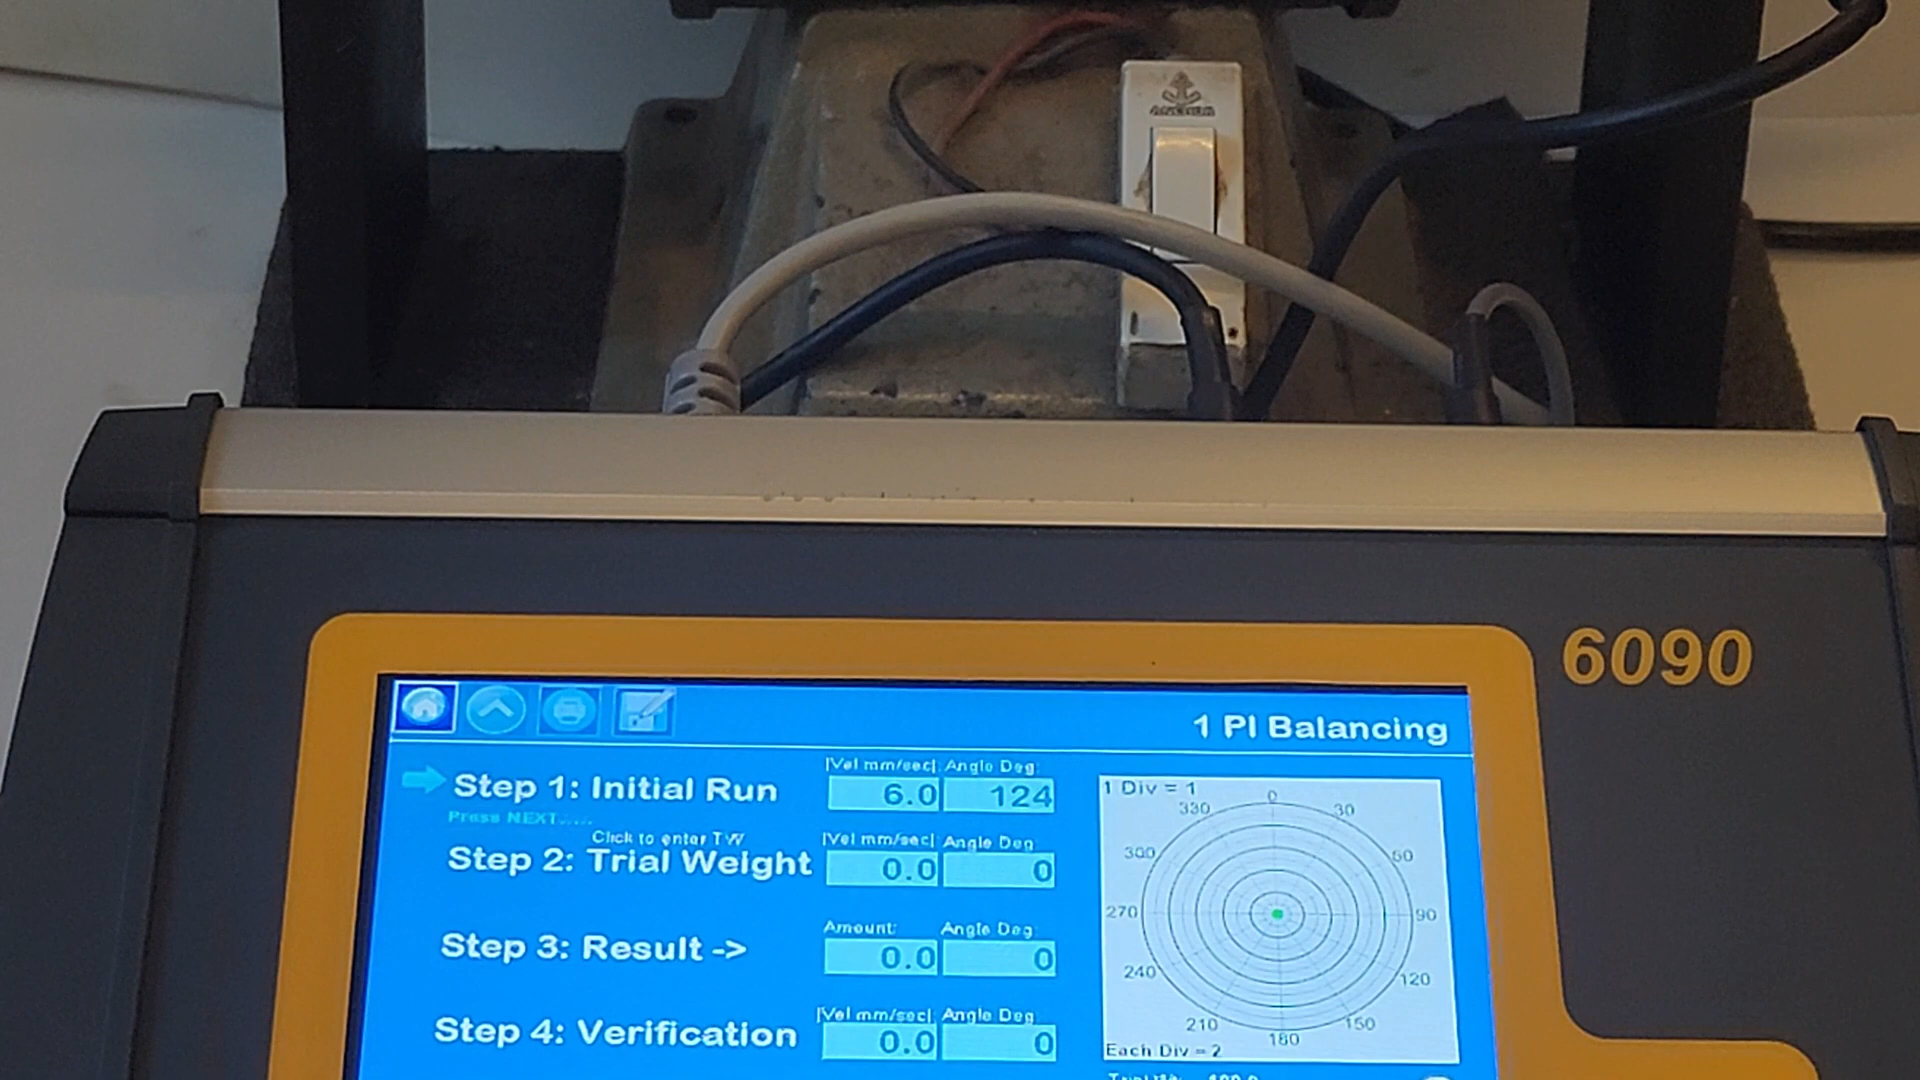 ANCHOR
6090
1 PI Balancing
|Vel mm/sec|: Angle Deg:
Step 1: Initial Run
6.0
124
Press NEXT.....
Click to enter TW
|Vel mm/sec| Angle Deg
Step 2: Trial Weight
0.0
0
Amount: Angle Deg:
Step 3: Result ->
0.0
0
|Vel mm/sec|: Angle Deg
Step 4: Verification
0.0
0
1 Div = 1
0
30
60
90
120
150
180
210
240
270
300
330
Each Div = 2